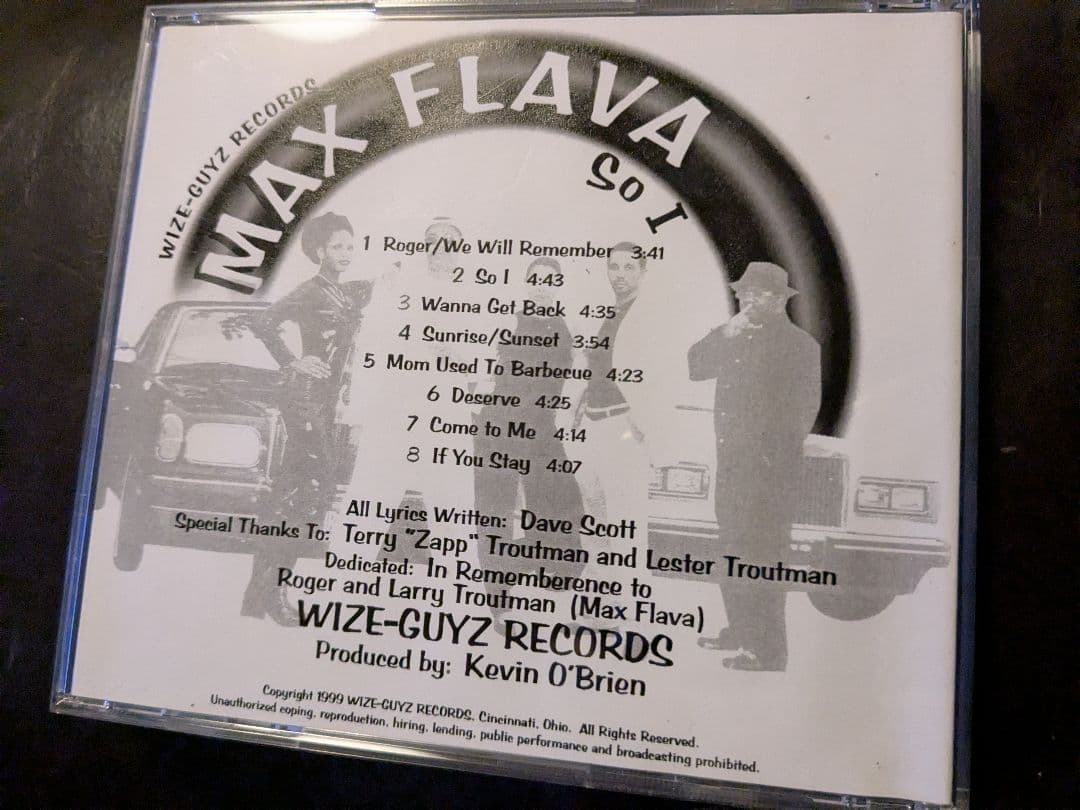 WIZE-GUYZ RECORDS
MAX FLAVA
So I
1 Roger/We Will Remember 3:41
2 So I 4:43
3 Wanna Get Back 4:35
4 Sunrise/Sunset 3:54
5 Mom Used To Barbecue 4:23
6 Deserve 4:25
7 Come to Me 4:14
8 If You Stay 4:07
All Lyrics Written: Dave Scott
Special Thanks To: Terry "Zapp" Troutman and Lester Troutman
Dedicated: In Rememberence to
Roger and Larry Troutman (Max Flava)
WIZE-GUYZ RECORDS
Produced by: Kevin O'Brien
Copyright 1999 WIZE-GUYZ RECORDS, Cincinnati, Ohio. All Rights Reserved.
Unauthorized coping, reproduction, hiring, lending, public performance and broadcasting prohibited.